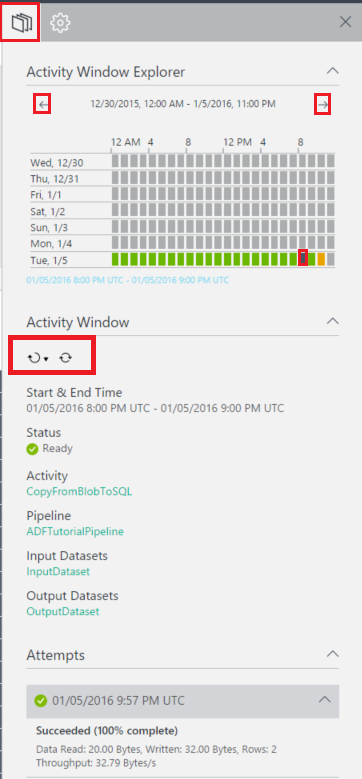 Activity Window Explorer
12/30/2015, 12:00 AM - 1/5/2016, 11:00 PM
12 AM 4 8 12 PM 4 8
Wed, 12/30
Thu, 12/31
Fri, 1/1
Sat, 1/2
Sun, 1/3
Mon, 1/4
Tue, 1/5
01/05/2016 8:00 PM UTC - 01/05/2016 9:00 PM UTC
Activity Window
Start & End Time
01/05/2016 8:00 PM UTC - 01/05/2016 9:00 PM UTC
Status
Ready
Activity
CopyFromBlobToSQL
Pipeline
ADFTutorialPipeline
Input Datasets
InputDataset
Output Datasets
OutputDataset
Attempts
01/05/2016 9:57 PM UTC
Succeeded (100% complete)
Data Read: 20.00 Bytes, Written: 32.00 Bytes, Rows: 2
Throughput: 32.79 Bytes/s